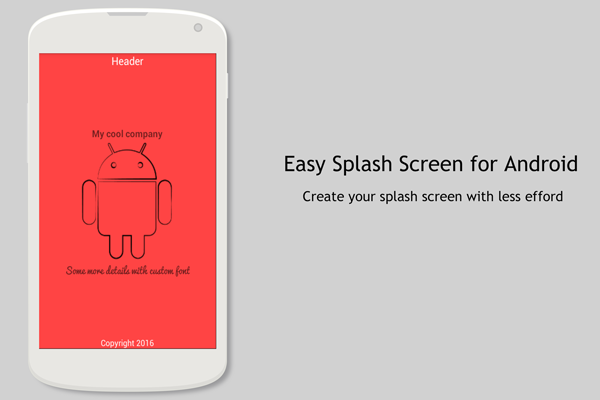 Header
My cool company
Some more details with custom font
Copyright 2016
Easy Splash Screen for Android
Create your splash screen with less efford